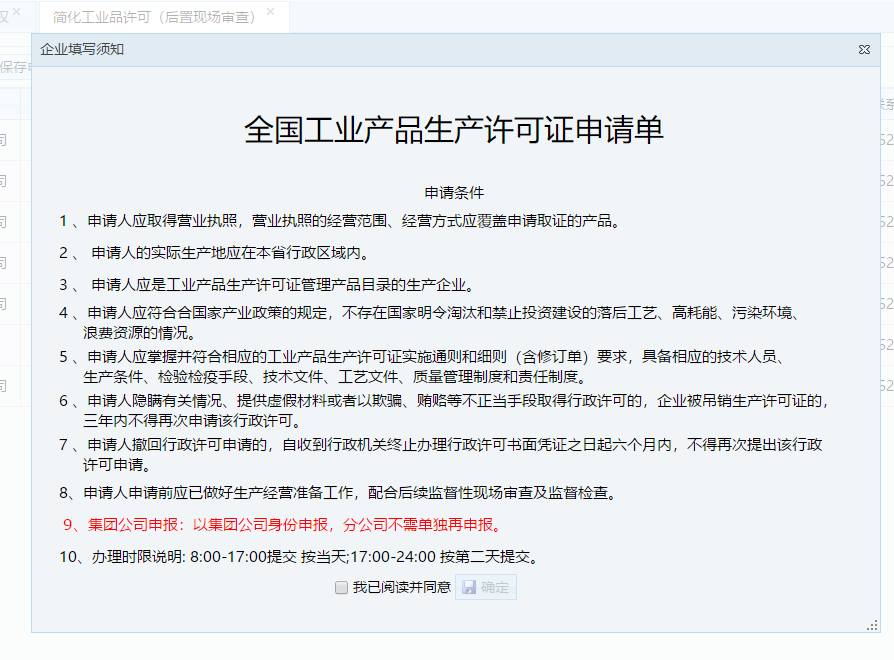 权
简化工业品许可（后置现场审查）
企业填写须知
保存
联系
全国工业产品生产许可证申请单
申请条件
1 、申请人应取得营业执照，营业执照的经营范围、经营方式应覆盖申请取证的产品。
司
52
2 、 申请人的实际生产地应在本省行政区域内。
司
52
3 、 申请人应是工业产品生产许可证管理产品目录的生产企业。
司
52
4 、申请人应符合合国家产业政策的规定，不存在国家明令淘汰和禁止投资建设的落后工艺、高耗能、污染环境、
浪费资源的情况。
司
52
5 、申请人应掌握并符合相应的工业产品生产许可证实施通则和细则（含修订单）要求，具备相应的技术人员、
生产条件、检验检疫手段、技术文件、工艺文件、质量管理制度和责任制度。
司
52
6 、申请人隐瞒有关情况、提供虚假材料或者以欺骗、贿赂等不正当手段取得行政许可的，企业被吊销生产许可证的，
三年内不得再次申请该行政许可。
52
7 、申请人撤回行政许可申请的，自收到行政机关终止办理行政许可书面凭证之日起六个月内，不得再次提出该行政
许可申请。
司
52
8、申请人申请前应已做好生产经营准备工作，配合后续监督性现场审查及监督检查。
9、集团公司申报：以集团公司身份申报，分公司不需单独再申报。
10、办理时限说明: 8:00-17:00提交 按当天;17:00-24:00 按第二天提交。
我已阅读并同意 确定